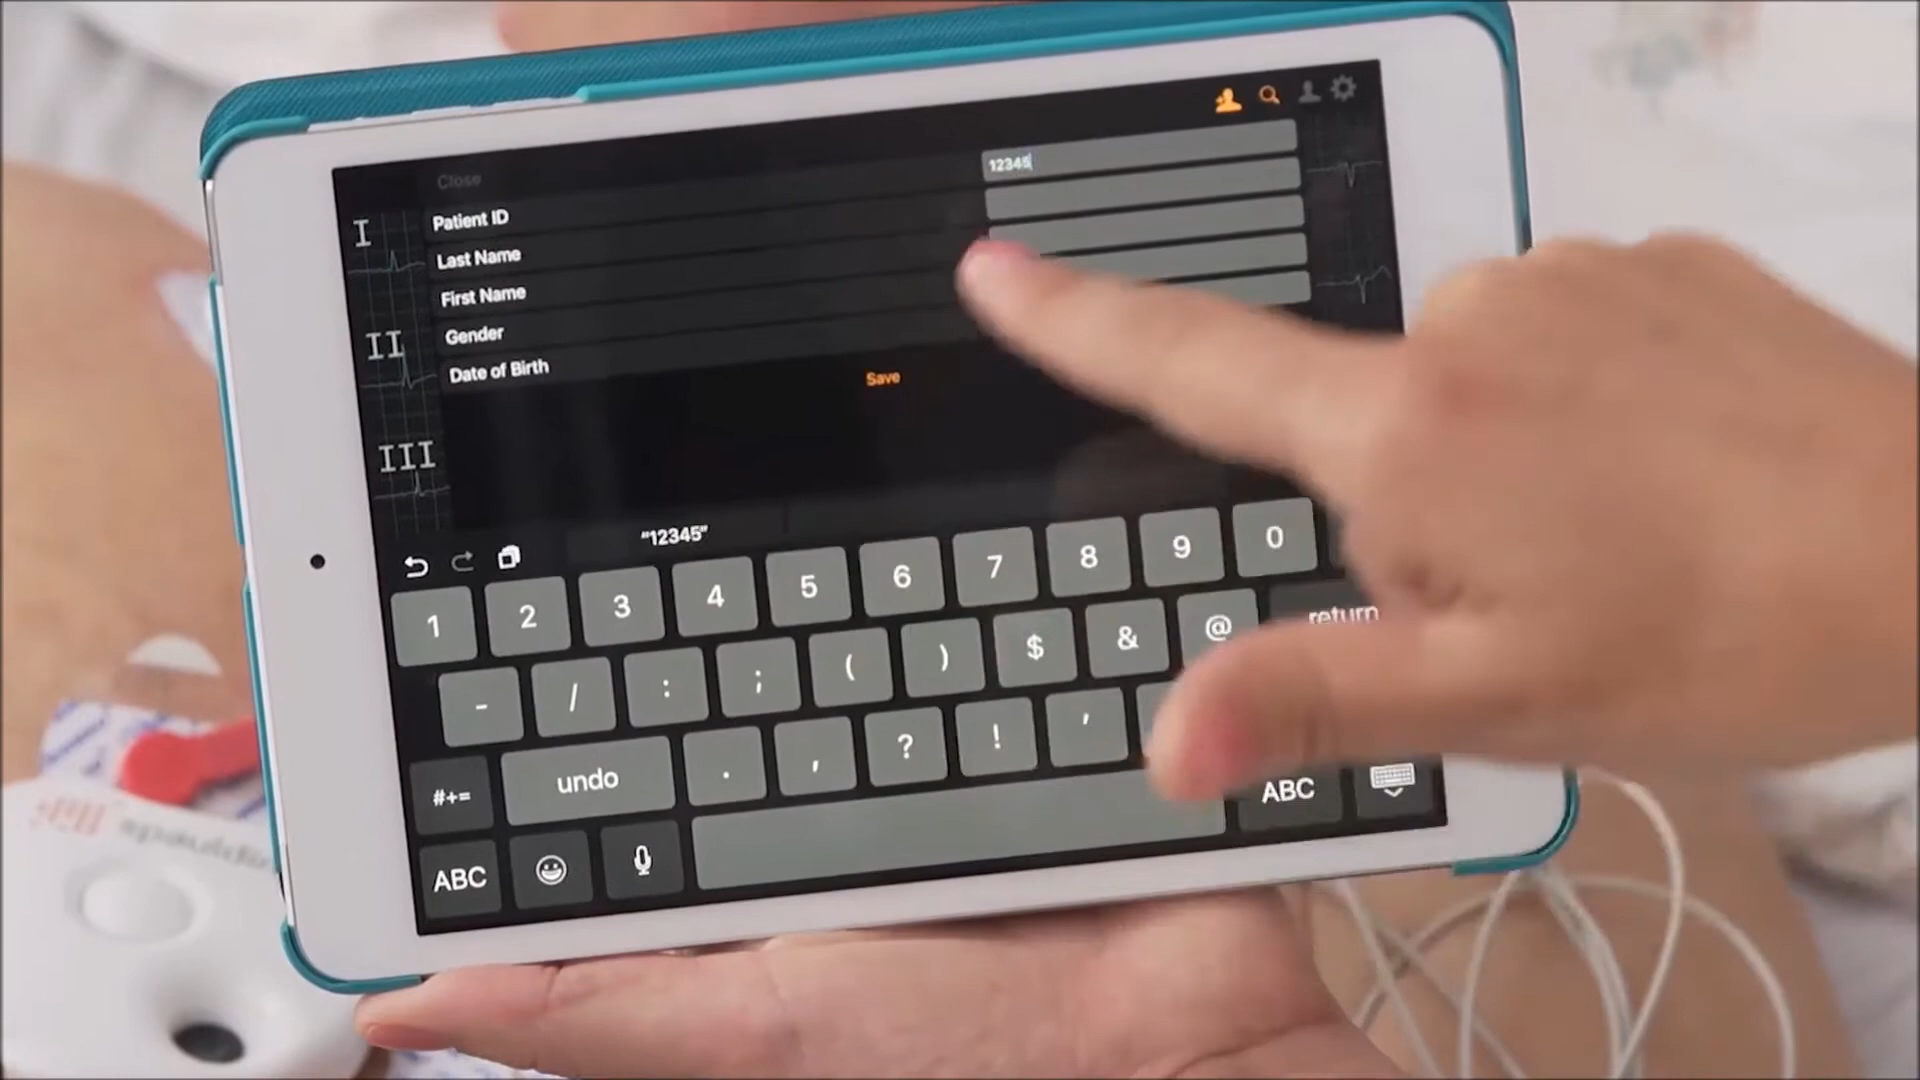 12345
Close
Patient ID
Last Name
First Name
Gender
Date of Birth
Save
I
II
III
"12345"
1 2 3 4 5 6 7 8 9 0
- / : ; ( ) $ & @ return
#+= undo . , ? ! '
ABC ABC